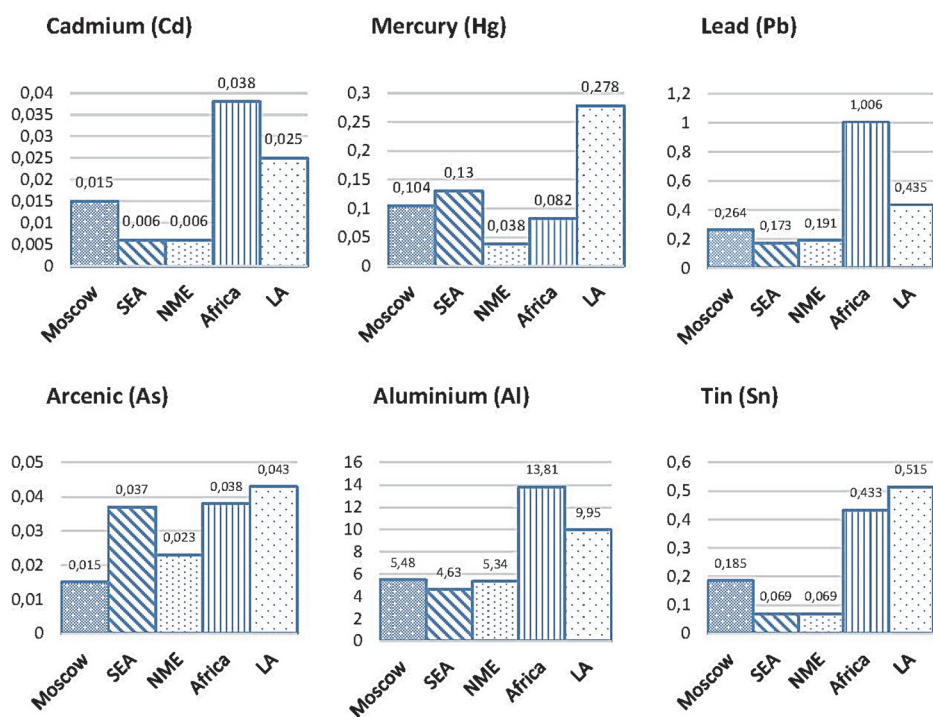 Cadmium (Cd)
0,04
0,035
0,03
0,025
0,02
0,015
0,01
0,005
0
0,015
0,006
0,006
0,038
0,025
Moscow
SEA
NME
Africa
LA
Mercury (Hg)
0,3
0,25
0,2
0,15
0,1
0,05
0
0,104
0,13
0,038
0,082
0,278
Moscow
SEA
NME
Africa
LA
Lead (Pb)
1,2
1
0,8
0,6
0,4
0,2
0
0,264
0,173
0,191
1,006
0,435
Moscow
SEA
NME
Africa
LA
Arcenic (As)
0,05
0,04
0,03
0,02
0,01
0
0,015
0,037
0,023
0,038
0,043
Moscow
SEA
NME
Africa
LA
Aluminium (Al)
16
14
12
10
8
6
4
2
0
5,48
4,63
5,34
13,81
9,95
Moscow
SEA
NME
Africa
LA
Tin (Sn)
0,6
0,5
0,4
0,3
0,2
0,1
0
0,185
0,069
0,069
0,433
0,515
Moscow
SEA
NME
Africa
LA